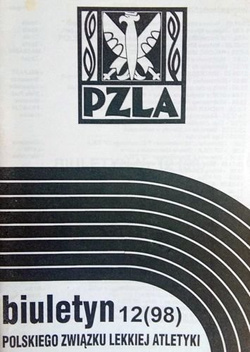 PZLA
biuletyn 12(98)
POLSKIEGO ZWIĄZKU LEKKIEJ ATLETYKI